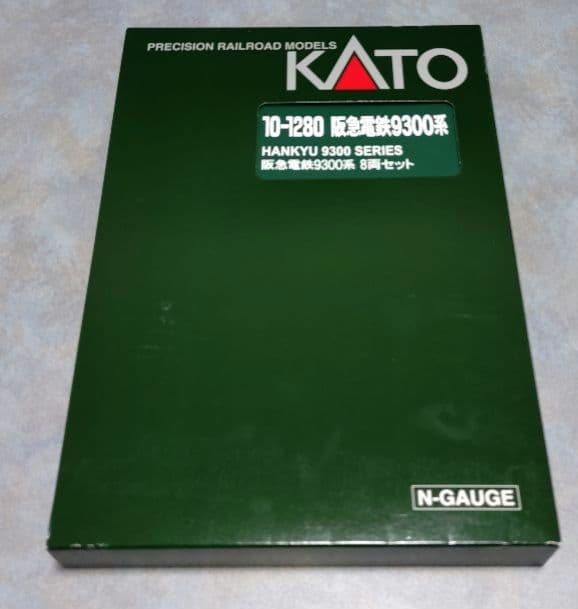 PRECISION RAILROAD MODELS
KATO
10-1280 阪急電鉄9300系
HANKYU 9300 SERIES
阪急電鉄9300系 8両セット
N-GAUGE